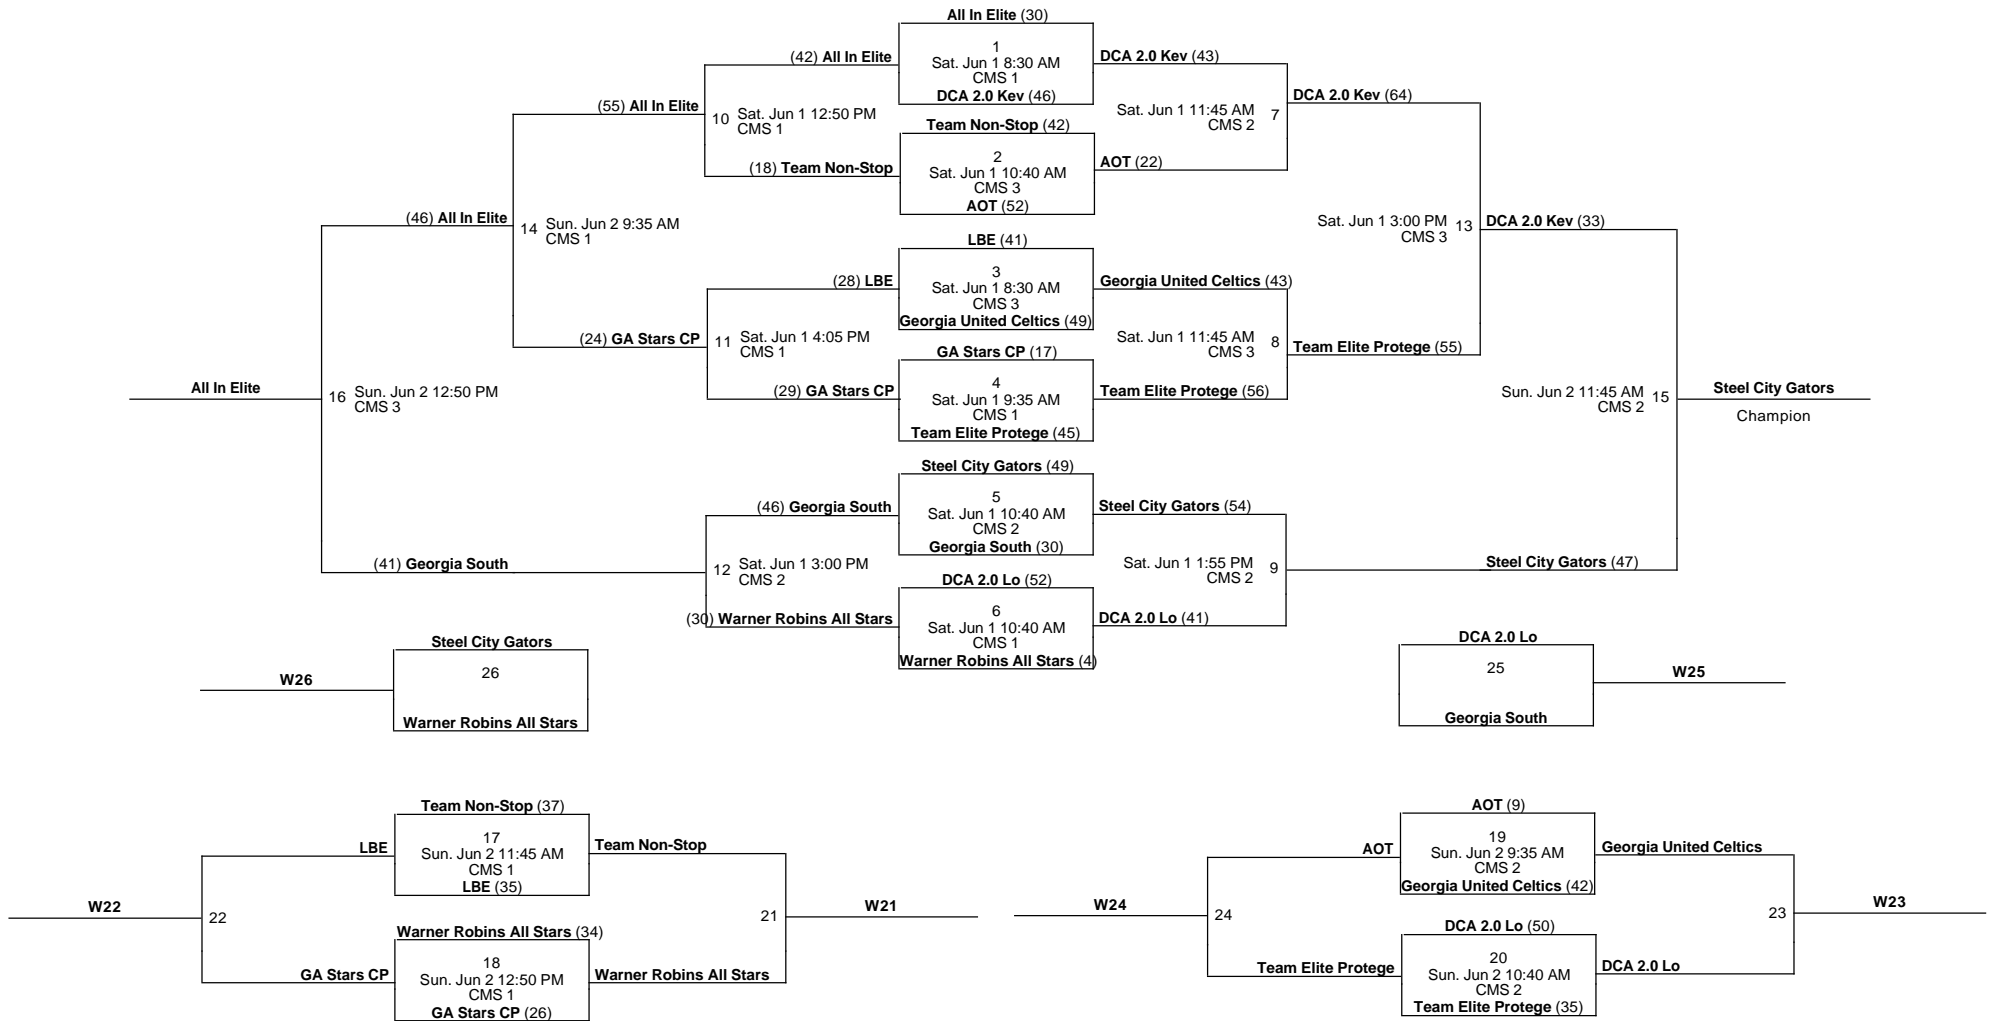 All In Elite (30)
1
Sat. Jun 1 8:30 AM
CMS 1
DCA 2.0 Kev (46)
(42) All In Elite
DCA 2.0 Kev (43)
(55) All In Elite
10 Sat. Jun 1 12:50 PM
CMS 1
Sat. Jun 1 11:45 AM 7
CMS 2
DCA 2.0 Kev (64)
Team Non-Stop (42)
2
Sat. Jun 1 10:40 AM
CMS 3
AOT (52)
(18) Team Non-Stop
AOT (22)
(46) All In Elite
14 Sun. Jun 2 9:35 AM
CMS 1
Sat. Jun 1 3:00 PM 13
CMS 3
DCA 2.0 Kev (33)
LBE (41)
3
Sat. Jun 1 8:30 AM
CMS 3
Georgia United Celtics (49)
(28) LBE
Georgia United Celtics (43)
(24) GA Stars CP
11 Sat. Jun 1 4:05 PM
CMS 1
Sat. Jun 1 11:45 AM 8
CMS 3
Team Elite Protege (55)
GA Stars CP (17)
4
Sat. Jun 1 9:35 AM
CMS 1
Team Elite Protege (45)
(29) GA Stars CP
Team Elite Protege (56)
All In Elite
16 Sun. Jun 2 12:50 PM
CMS 3
Sun. Jun 2 11:45 AM 15
CMS 2
Steel City Gators
Champion
Steel City Gators (49)
5
Sat. Jun 1 10:40 AM
CMS 2
Georgia South (30)
(46) Georgia South
Steel City Gators (54)
(41) Georgia South
12 Sat. Jun 1 3:00 PM
CMS 2
Sat. Jun 1 1:55 PM 9
CMS 2
Steel City Gators (47)
DCA 2.0 Lo (52)
6
Sat. Jun 1 10:40 AM
CMS 1
Warner Robins All Stars (4)
(30) Warner Robins All Stars
DCA 2.0 Lo (41)
Steel City Gators
26
W26
Warner Robins All Stars
DCA 2.0 Lo
25
W25
Georgia South
Team Non-Stop (37)
17
Sun. Jun 2 11:45 AM
CMS 1
LBE (35)
LBE
Team Non-Stop
W22
22
21
W21
Warner Robins All Stars (34)
18
Sun. Jun 2 12:50 PM
CMS 1
GA Stars CP (26)
GA Stars CP
Warner Robins All Stars
AOT (9)
19
Sun. Jun 2 9:35 AM
CMS 2
Georgia United Celtics (42)
AOT
Georgia United Celtics
W24
24
23
W23
DCA 2.0 Lo (50)
20
Sun. Jun 2 10:40 AM
CMS 2
Team Elite Protege (35)
Team Elite Protege
DCA 2.0 Lo